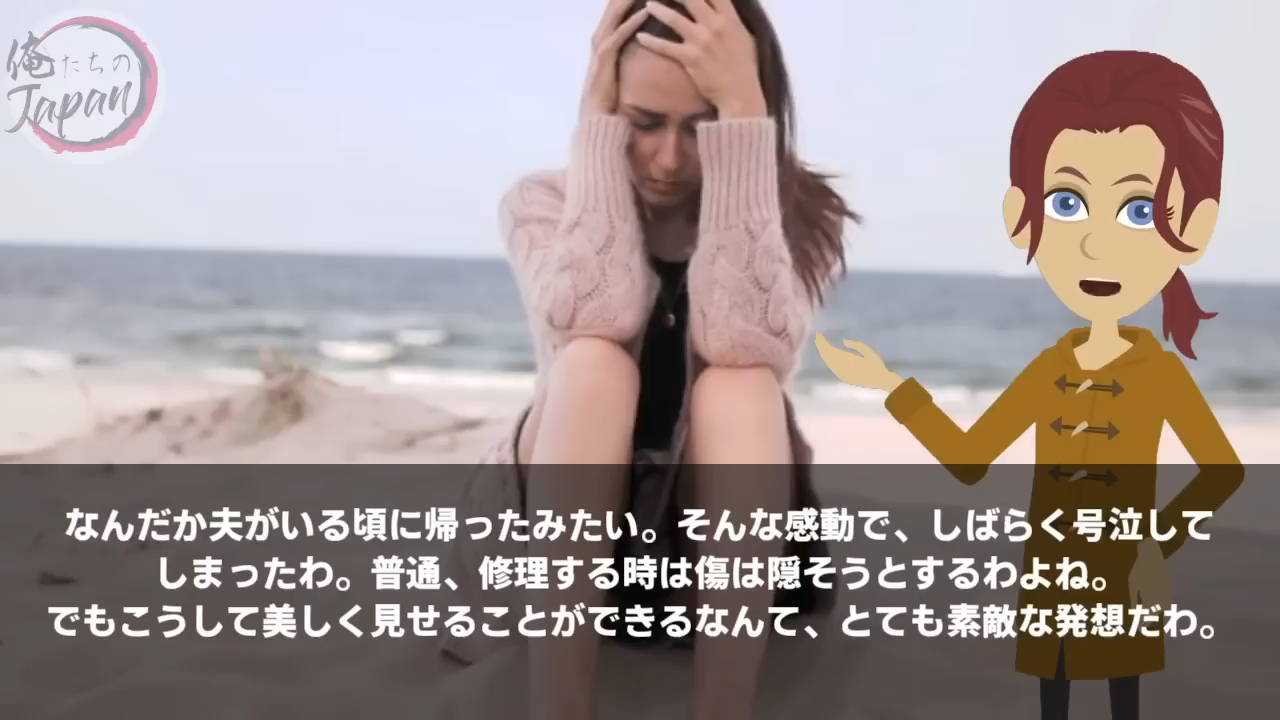 俺たちの
Japan
なんだか夫がいる頃に帰ったみたい。そんな感動で、しばらく号泣して
しまったわ。普通、修理する時は傷は隠そうとするわよね。
でもこうして美しく見せることができるなんて、とても素敵な発想だわ。